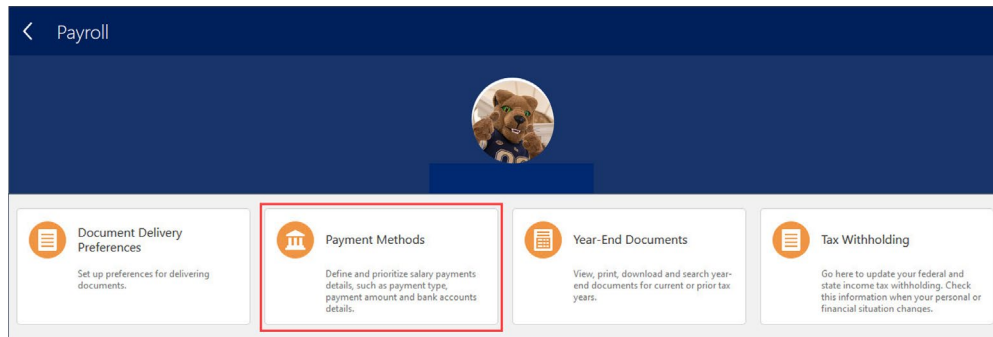 Payroll
Document Delivery
Preferences
Set up preferences for delivering
documents.
Payment Methods
Define and prioritize salary payments
details, such as payment type,
payment amount and bank accounts
details.
Year-End Documents
View, print, download and search year-
end documents for current or prior tax
years.
Tax Withholding
Go here to update your federal and
state income tax withholding. Check
this information when your personal or
financial situation changes.